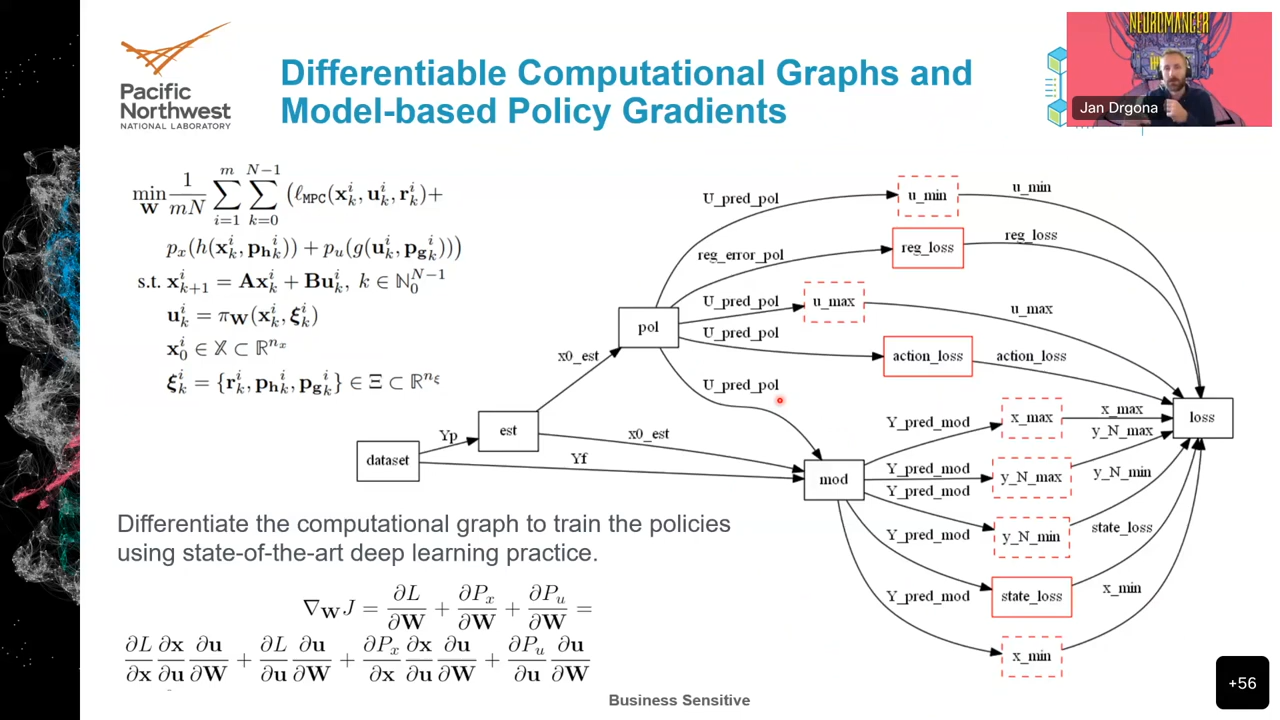 Pacific
Northwest
NATIONAL LABORATORY
Differentiable Computational Graphs and
Model-based Policy Gradients
NEUROMANCER
Jan Drgona
min_W 1/mN ∑_{i=1}^{m} ∑_{k=0}^{N−1} (ℓ_MPC(x_k^i, u_k^i, r_k^i)+
p_x(h(x_k^i, p_h_k^i)) + p_u(g(u_k^i, p_g_k^i)))
s.t. x_{k+1}^i = Ax_k^i + Bu_k^i, k ∈ ℕ_0^{N−1}
u_k^i = π_W(x_k^i, ξ_k^i)
x_0^i ∈ 𝕏 ⊂ ℝ^{n_x}
ξ_k^i = {r_k^i, p_h_k^i, p_g_k^i} ∈ Ξ ⊂ ℝ^{n_ξ}
U_pred_pol
u_min
u_min
reg_error_pol
reg_loss
reg_loss
U_pred_pol
u_max
u_max
pol
U_pred_pol
x0_est
action_loss
action_loss
U_pred_pol
est
Yp
x0_est
dataset
Yf
mod
Y_pred_mod
x_max
x_max
loss
y_N_max
Y_pred_mod
y_N_max
Y_pred_mod
y_N_min
Y_pred_mod
y_N_min
state_loss
Y_pred_mod
state_loss
x_min
x_min
Differentiate the computational graph to train the policies
using state-of-the-art deep learning practice.
∇_W J = ∂L/∂W + ∂P_x/∂W + ∂P_u/∂W =
∂L/∂x ∂x/∂u ∂u/∂W + ∂L/∂u ∂u/∂W + ∂P_x/∂x ∂x/∂u ∂u/∂W + ∂P_u/∂u ∂u/∂W
Business Sensitive
+56